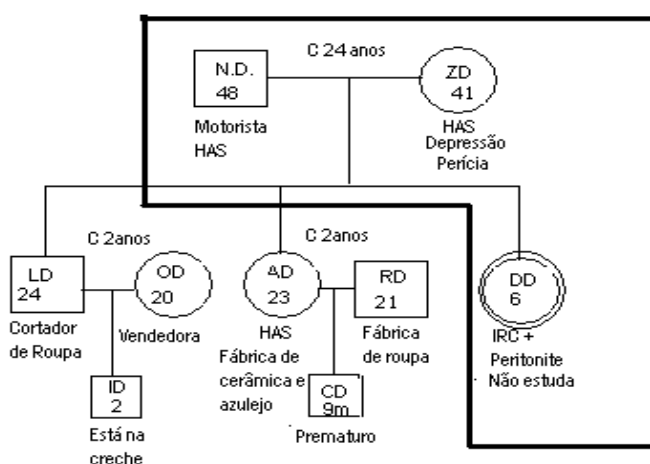 C 24 anos
N.D.
48
ZD
41
Motorista
HAS
HAS
Depressão
Perícia
C 2anos
C 2anos
LD
24
OD
20
AD
23
RD
21
DD
6
Cortador
de Roupa
Vendedora
HAS
Fábrica de
cerâmica e
azulejo
Fábrica
de roupa
IRC +
Peritonite
Não estuda
ID
2
CD
9m
Está na
creche
Prematuro